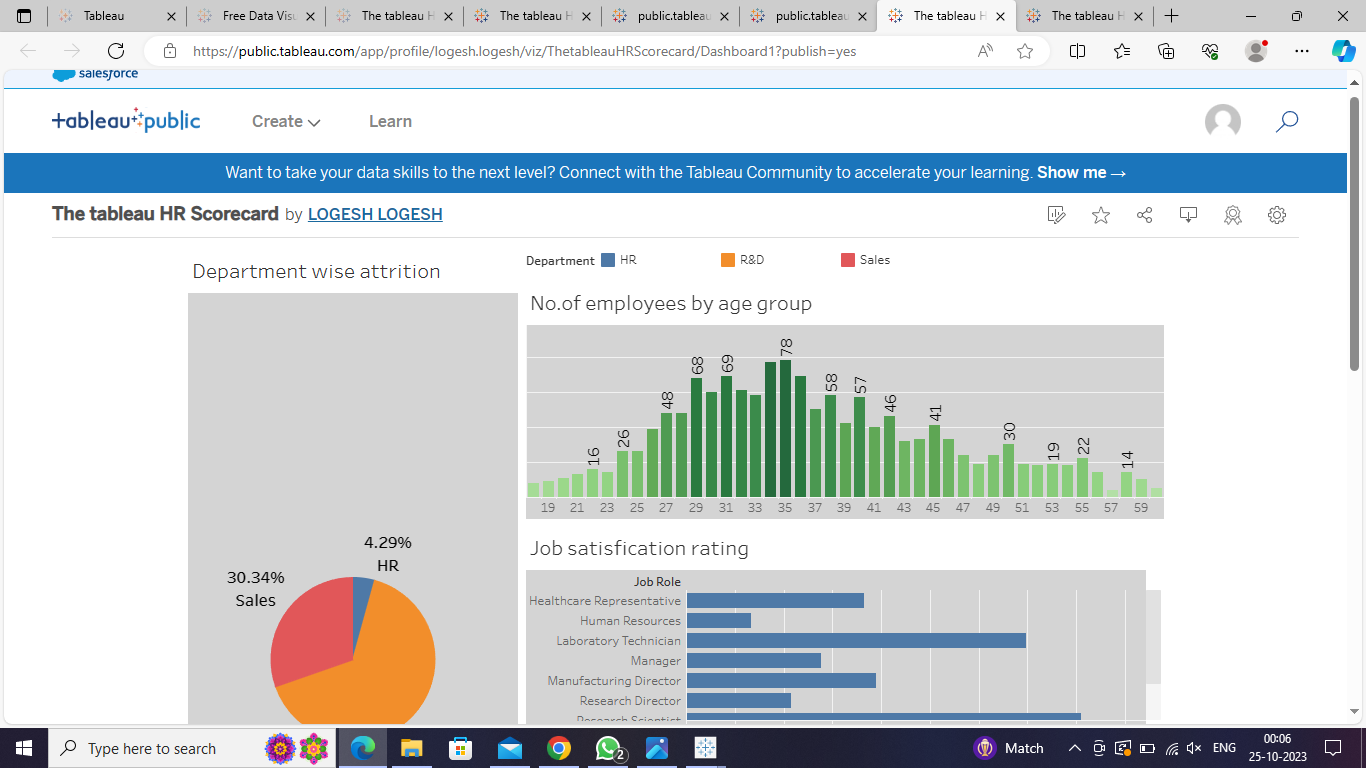 Tableau
Free Data Visu
The tableau H
The tableau H
public.tableau
public.tableau
The tableau H
The tableau H
https://public.tableau.com/app/profile/logesh.logesh/viz/ThetableauHRScorecard/Dashboard1?publish=yes
salesforce
+ableau+public
Create
Learn
Want to take your data skills to the next level? Connect with the Tableau Community to accelerate your learning. Show me →
The tableau HR Scorecard by LOGESH LOGESH
Department wise attrition
4.29%
HR
30.34%
Sales
Department HR R&D Sales
No.of employees by age group
16 26 48 68 69 78 58 57 46 41 30 19 22 14
19 21 23 25 27 29 31 33 35 37 39 41 43 45 47 49 51 53 55 57 59
Job satisfication rating
Job Role
Healthcare Representative
Human Resources
Laboratory Technician
Manager
Manufacturing Director
Research Director
Research Scientist
Type here to search
2
Match
ENG
00:06
25-10-2023